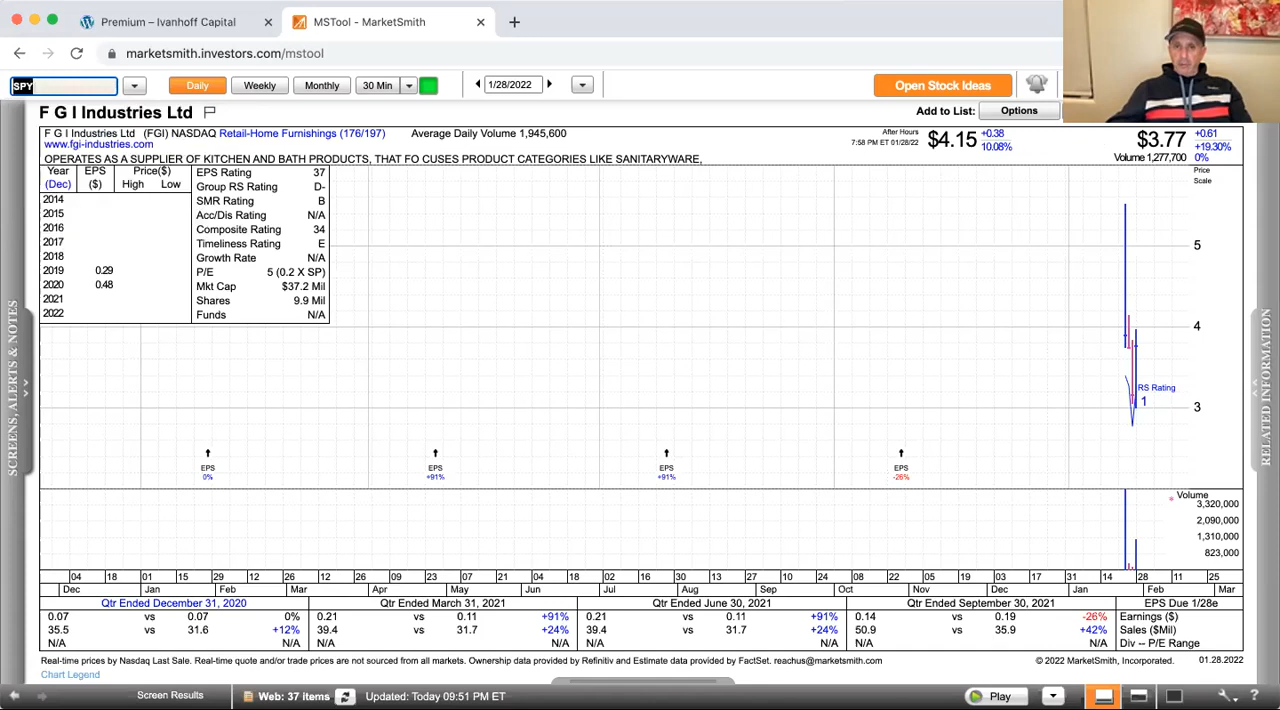 Premium – Ivanhoff Capital
MSTool - MarketSmith
marketsmith.investors.com/mstool
SPY
Daily
Weekly
Monthly
30 Min
1/28/2022
Open Stock Ideas
F G I Industries Ltd
Add to List:
Options
F G I Industries Ltd (FGI) NASDAQ Retail-Home Furnishings (176/197)
Average Daily Volume 1,945,600
www.fgi-industries.com
OPERATES AS A SUPPLIER OF KITCHEN AND BATH PRODUCTS, THAT FO CUSES PRODUCT CATEGORIES LIKE SANITARYWARE,
After Hours
7:58 PM ET 01/28/22
$4.15
+0.38
10.08%
$3.77
+0.61
+19.30%
Volume 1,277,700
0%
Year EPS Price($)
(Dec) ($) High Low
2014
2015
2016
2017
2018
2019 0.29
2020 0.48
2021
2022
EPS Rating 37
Group RS Rating D-
SMR Rating B
Acc/Dis Rating N/A
Composite Rating 34
Timeliness Rating E
Growth Rate N/A
P/E 5 (0.2 X SP)
Mkt Cap $37.2 Mil
Shares 9.9 Mil
Funds N/A
Price
Scale
5
4
3
RS Rating
1
EPS
0%
EPS
+91%
EPS
+91%
EPS
-26%
Volume
3,320,000
2,090,000
1,310,000
823,000
04 18 01 15 29 12 26 12 26 09 23 07 21 04 18 02 16 30 13 27 10 24 08 22 05 19 03 17 31 14 28 11 25
Dec Jan Feb Mar Apr May Jun Jul Aug Sep Oct Nov Dec Jan Feb Mar
Qtr Ended December 31, 2020 Qtr Ended March 31, 2021 Qtr Ended June 30, 2021 Qtr Ended September 30, 2021 EPS Due 1/28e
0.07 vs 0.07 0% 0.21 vs 0.11 +91% 0.21 vs 0.11 +91% 0.14 vs 0.19 -26% Earnings ($)
35.5 vs 31.6 +12% 39.4 vs 31.7 +24% 39.4 vs 31.7 +24% 50.9 vs 35.9 +42% Sales ($Mil)
N/A N/A N/A N/A N/A N/A N/A N/A Div -- P/E Range
Real-time prices by Nasdaq Last Sale. Real-time quote and/or trade prices are not sourced from all markets. Ownership data provided by Refinitiv and Estimate data provided by FactSet. reachus@marketsmith.com
© 2022 MarketSmith, Incorporated.
01.28.2022
Chart Legend
SCREENS, ALERTS & NOTES
RELATED INFORMATION
Screen Results
Web: 37 items
Updated: Today 09:51 PM ET
Play
?